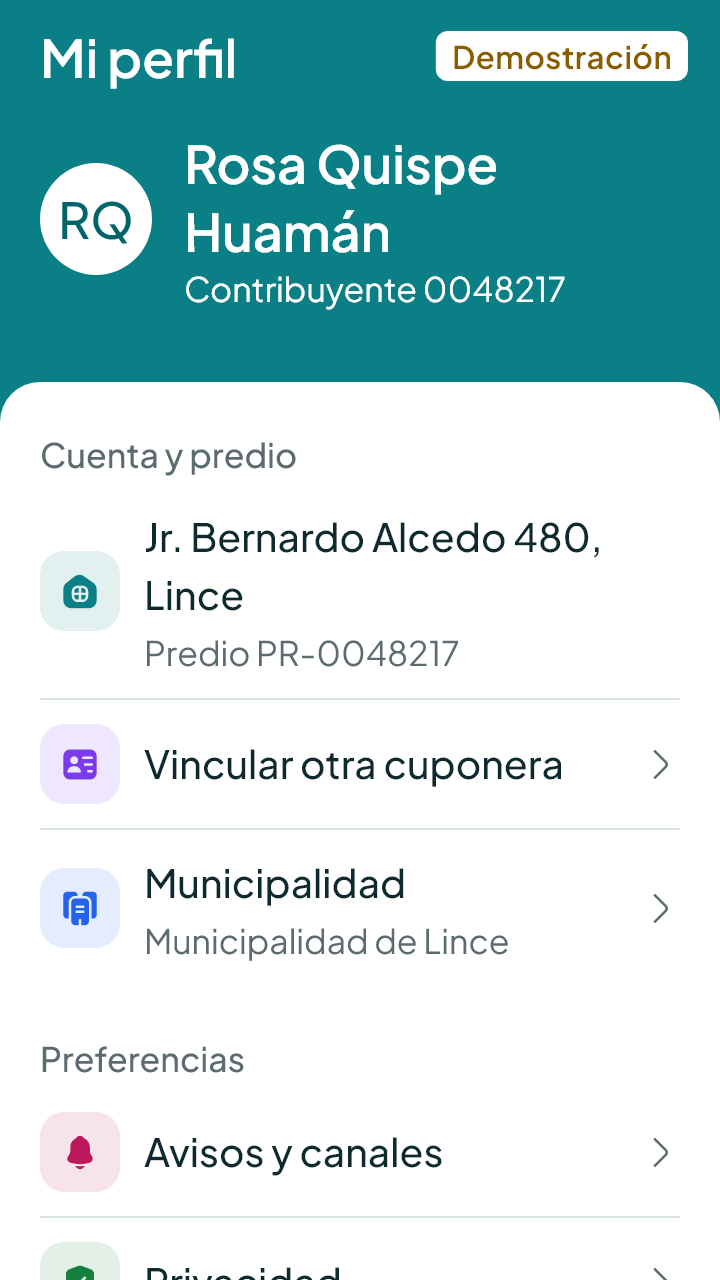 Mi perfil
Demostración
RQ
Rosa Quispe
Huamán
Contribuyente 0048217
Cuenta y predio
Jr. Bernardo Alcedo 480,
Lince
Predio PR-0048217
Vincular otra cuponera
Municipalidad
Municipalidad de Lince
Preferencias
Avisos y canales
Privacidad